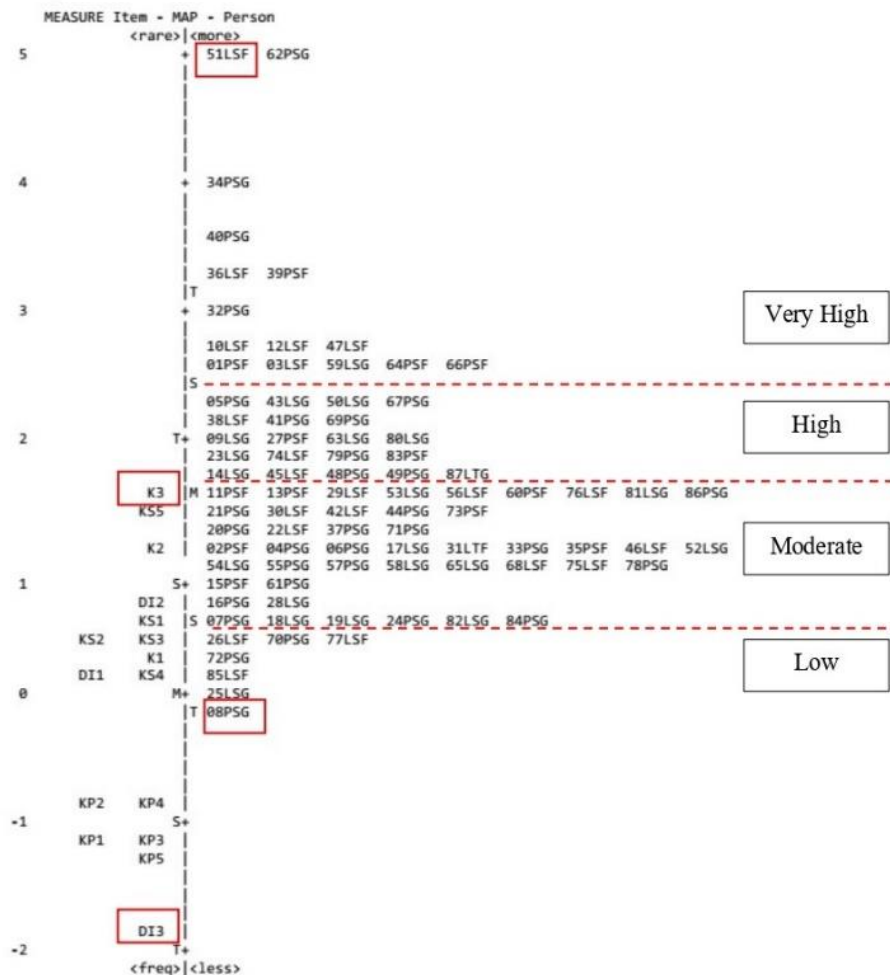 MEASURE Item - MAP - Person
<rare>|<more>
5 + 51LSF 62PSG
4 + 34PSG
40PSG
36LSF 39PSF
|T
3 + 32PSG
Very High
10LSF 12LSF 47LSF
01PSF 03LSF 59LSG 64PSF 66PSF
|S
05PSG 43LSG 50LSG 67PSG
38LSF 41PSG 69PSG
High
2 T+ 09LSG 27PSF 63LSG 80LSG
23LSG 74LSF 79PSG 83PSF
14LSG 45LSF 48PSG 49PSG 87LTG
K3 |M 11PSF 13PSF 29LSF 53LSG 56LSF 60PSF 76LSF 81LSG 86PSG
KS5 | 21PSG 30LSF 42LSF 44PSG 73PSF
| 20PSG 22LSF 37PSG 71PSG
K2 | 02PSF 04PSG 06PSG 17LSG 31LTF 33PSG 35PSF 46LSF 52LSG
Moderate
54LSG 55PSG 57PSG 58LSG 65LSG 68LSF 75LSF 78PSG
1 S+ 15PSF 61PSG
DI2 | 16PSG 28LSG
KS1 |S 07PSG 18LSG 19LSG 24PSG 82LSG 84PSG
KS2 KS3 | 26LSF 70PSG 77LSF
K1 | 72PSG
Low
DI1 KS4 | 85LSF
0 M+ 25LSG
|T 08PSG
KP2 KP4 |
-1 S+
KP1 KP3 |
KP5 |
DI3 |
-2 T+
<freq>|<less>